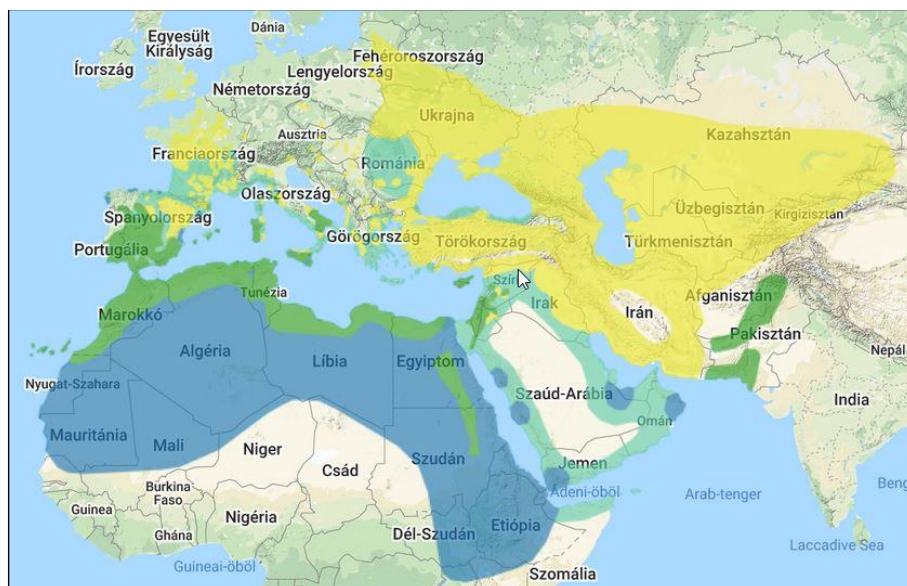 Dánia
Egyesült
Királyság
Írország
Fehéroroszország
Lengyelország
Németország
Ukrajna
Kazahsztán
Ausztria
Franciaország
Románia
Olaszország
Üzbegisztán
Kirgizisztán
Spanyolország
Portugália
Görögország
Törökország
Türkmenisztán
Tunézia
Irak
Irán
Afganisztán
Marokkó
Pakisztán
Algéria
Líbia
Egyiptom
Nepál
Nyugat-Szahara
Szaúd-Arábia
India
Omán
Mauritánia
Mali
Niger
Szudán
Csád
Jemen
Burkina
Faso
Ádeni-öböl
Arab-tenger
Guinea
Nigéria
Ghána
Dél-Szudán
Etiópia
Laccadive Sea
Guineai-öböl
Szomália